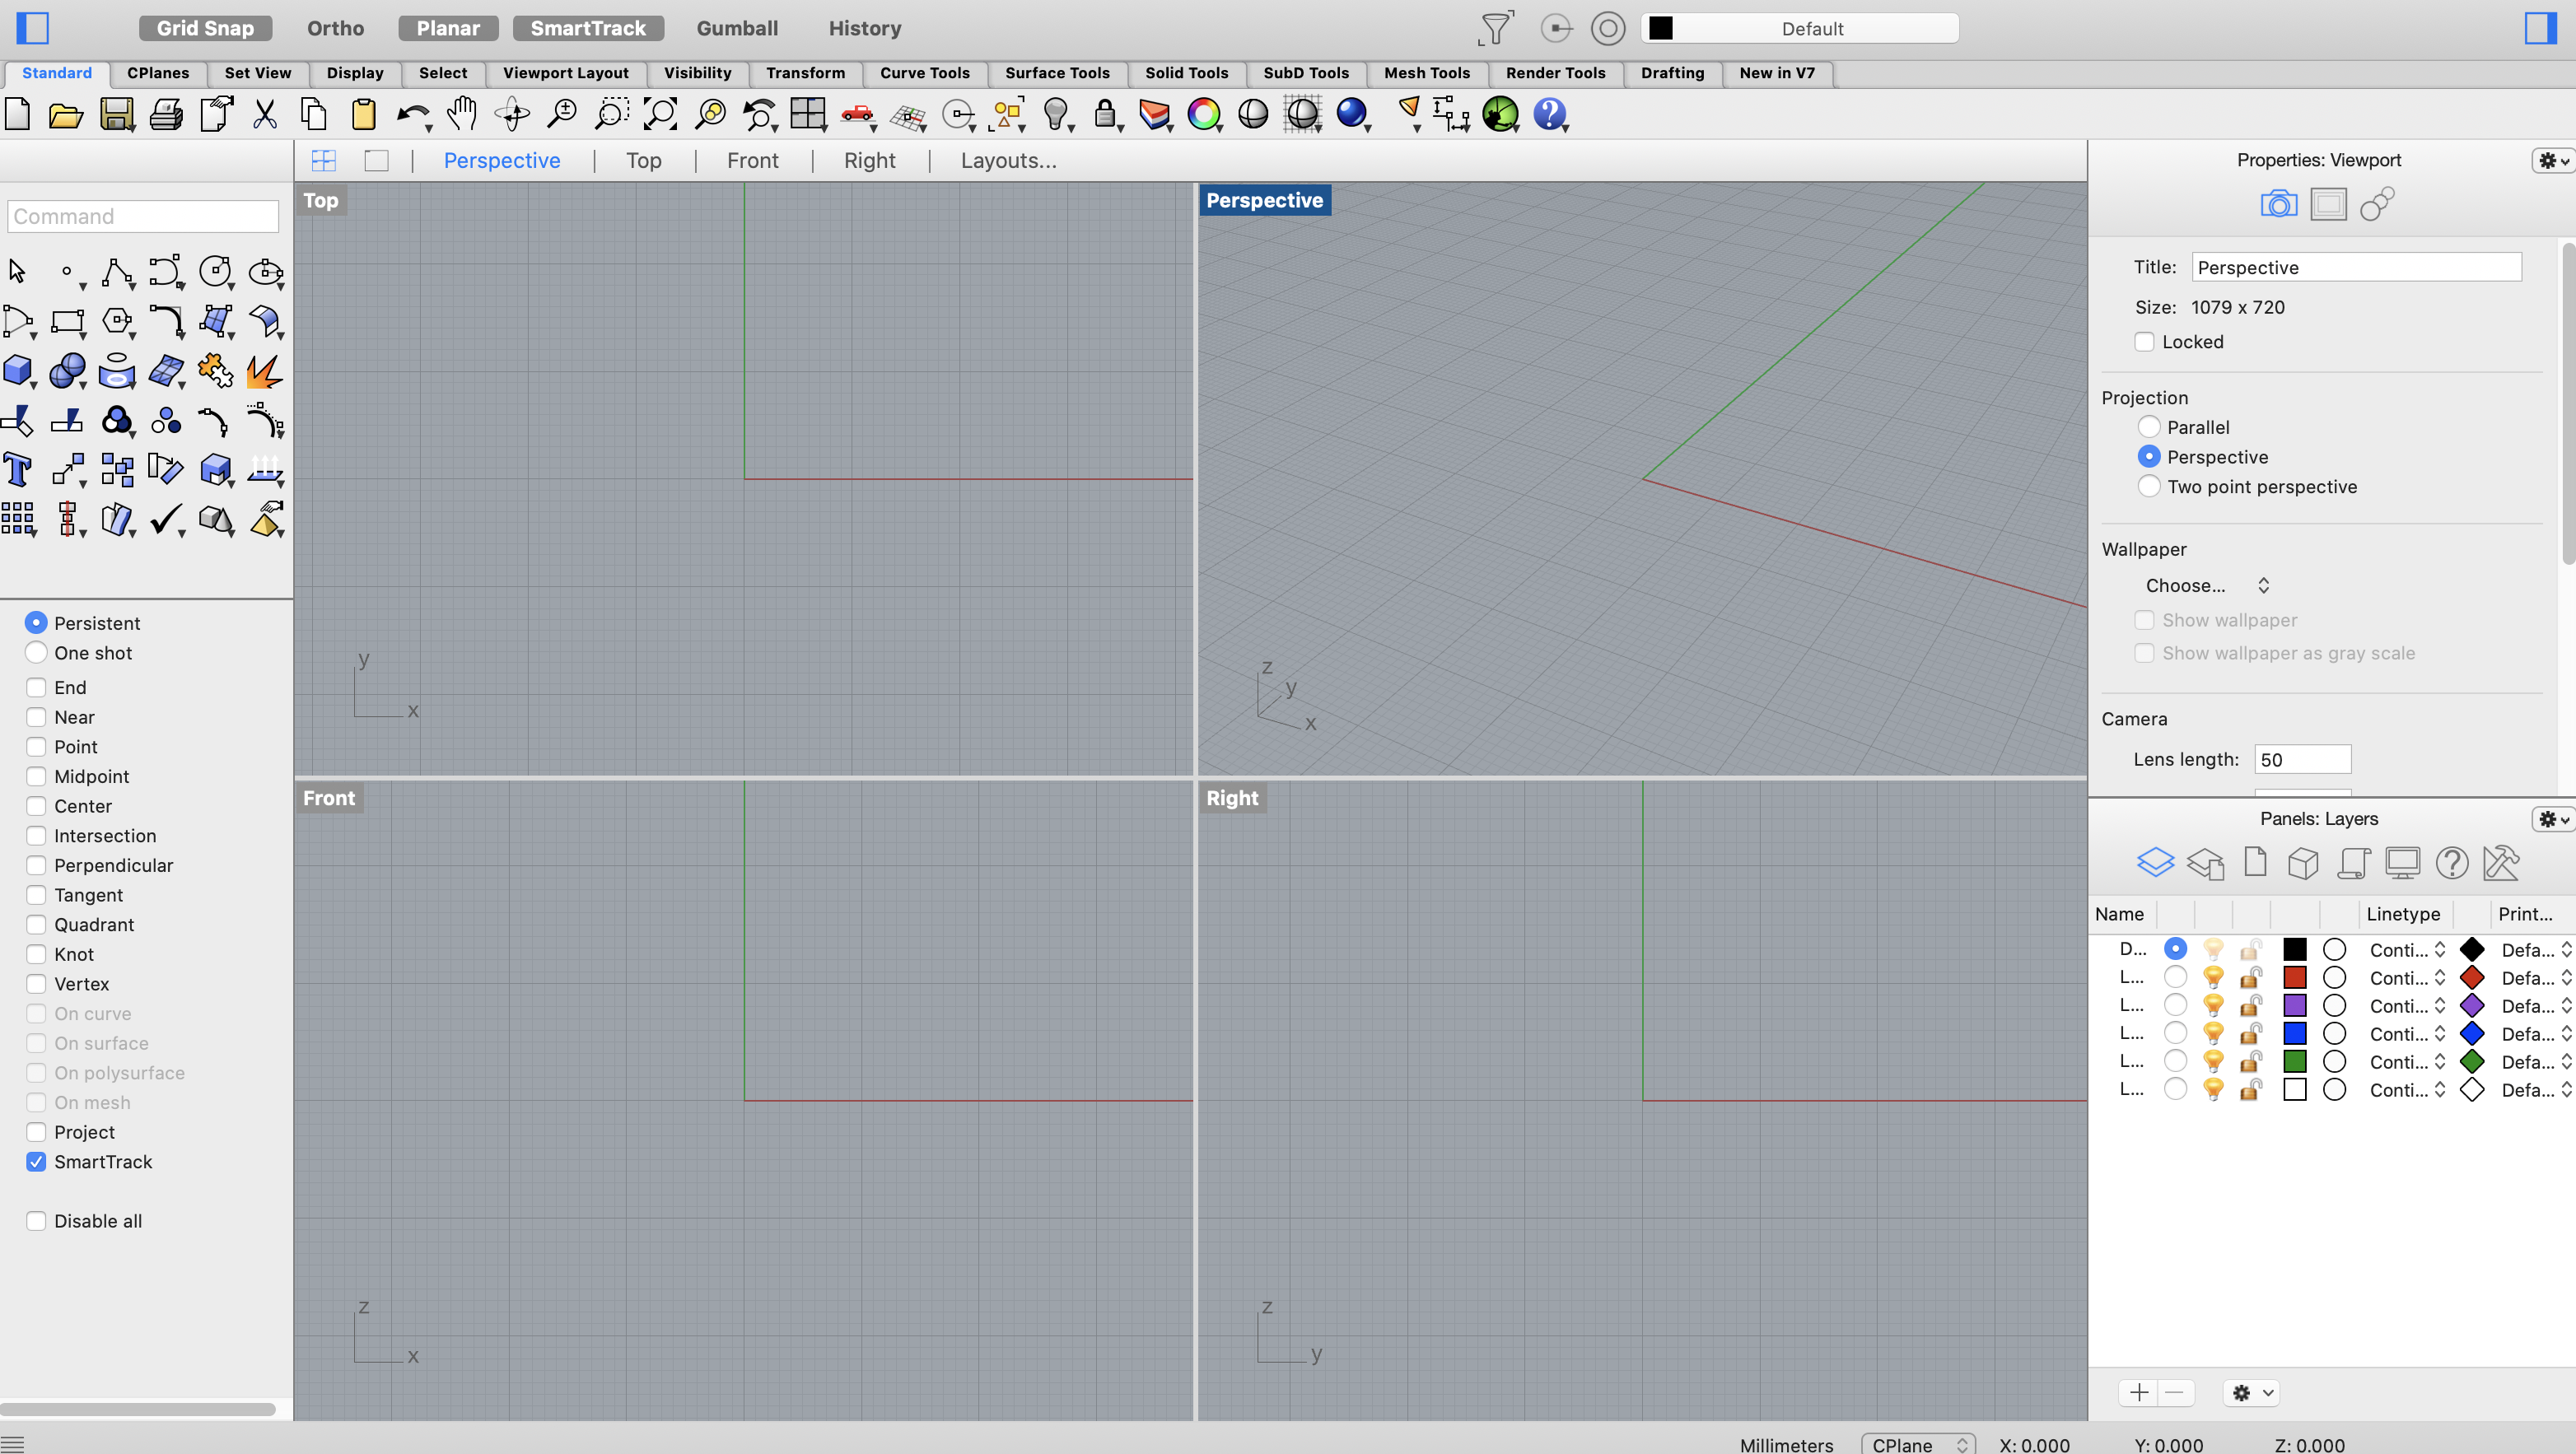 Grid Snap Ortho Planar SmartTrack Gumball History Default
Standard CPlanes Set View Display Select Viewport Layout Visibility Transform Curve Tools Surface Tools Solid Tools SubD Tools Mesh Tools Render Tools Drafting New in V7
Perspective Top Front Right Layouts...
Command
Top
y
x
Perspective
z
y
x
Front
z
x
Right
z
y
Persistent
One shot
End
Near
Point
Midpoint
Center
Intersection
Perpendicular
Tangent
Quadrant
Knot
Vertex
On curve
On surface
On polysurface
On mesh
Project
SmartTrack
Disable all
Properties: Viewport
Title: Perspective
Size: 1079 x 720
Locked
Projection
Parallel
Perspective
Two point perspective
Wallpaper
Choose...
Show wallpaper
Show wallpaper as gray scale
Camera
Lens length: 50
Panels: Layers
Name Linetype Print...
D... Conti... Defa...
L... Conti... Defa...
L... Conti... Defa...
L... Conti... Defa...
L... Conti... Defa...
L... Conti... Defa...
Millimeters CPlane X: 0.000 Y: 0.000 Z: 0.000